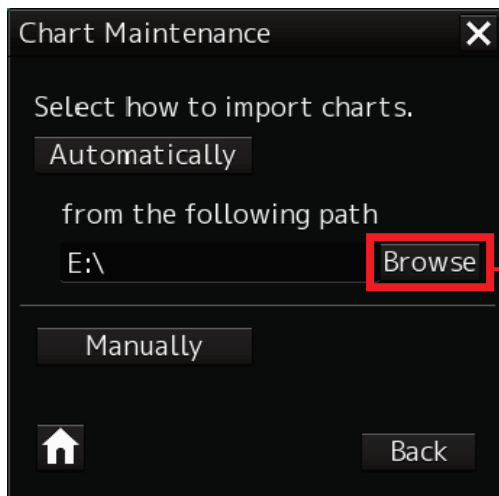 Chart Maintenance
Select how to import charts.
Automatically
from the following path
E:\ Browse
Manually
Back